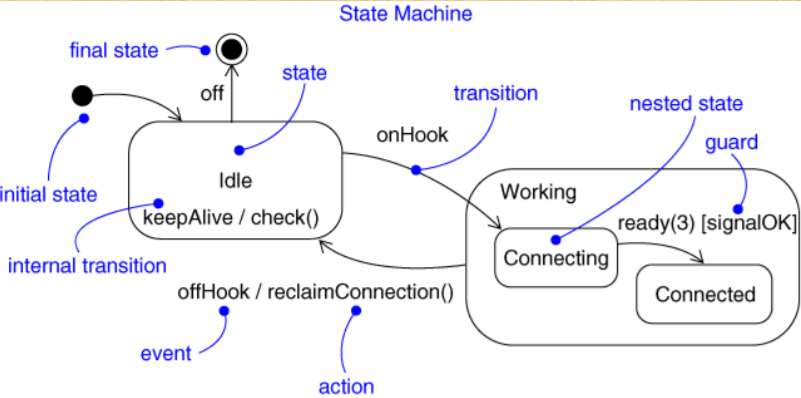 State Machine
final state
state
off
transition
nested state
onHook
guard
initial state
Idle
Working
keepAlive / check()
ready(3) [signalOK]
internal transition
Connecting
offHook / reclaimConnection()
Connected
event
action